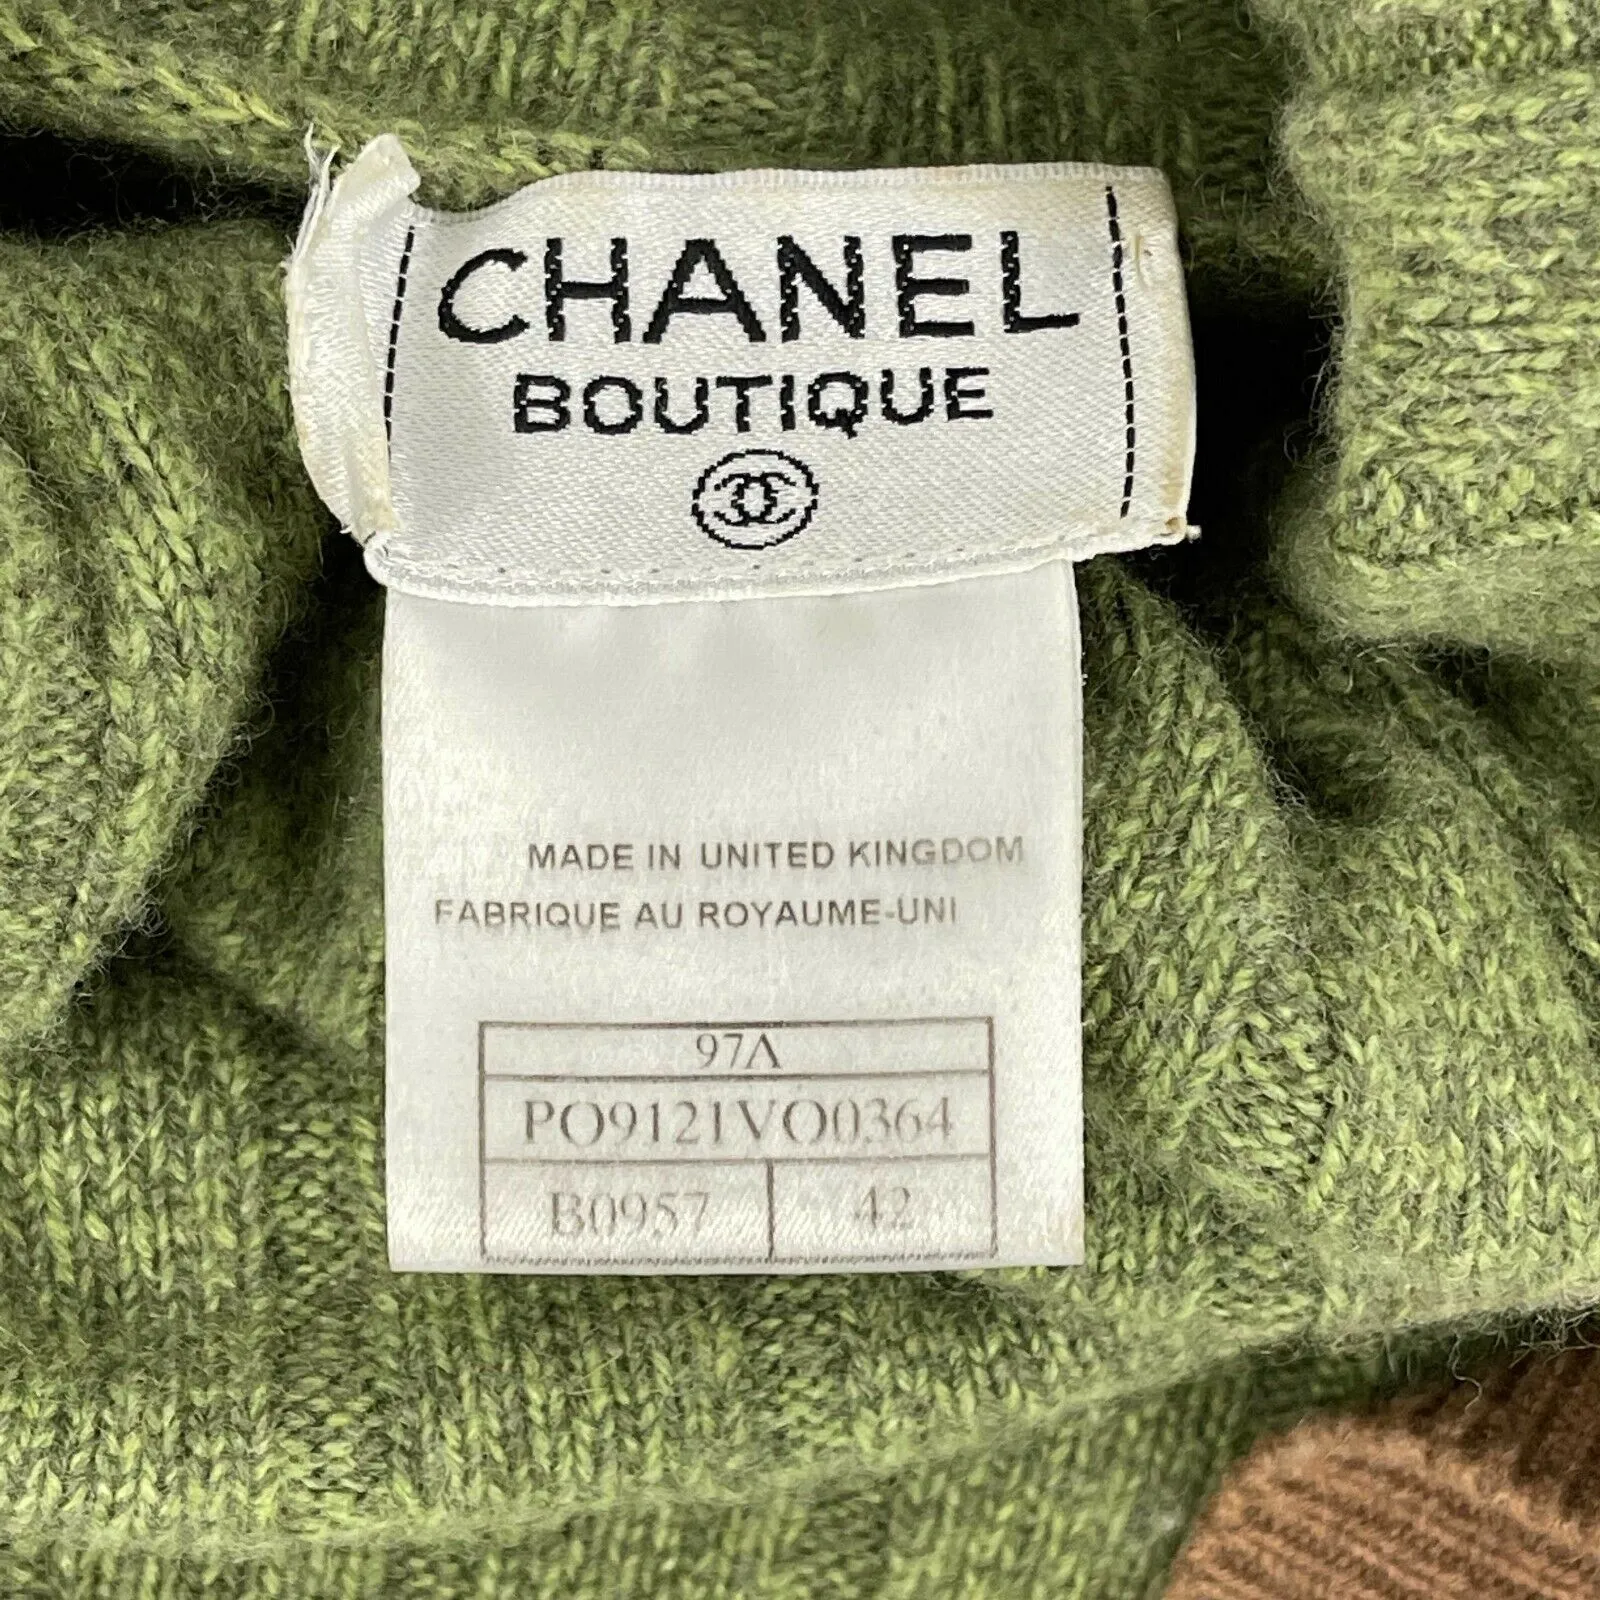 CHANEL
BOUTIQUE
MADE IN UNITED KINGDOM
FABRIQUE AU ROYAUME-UNI
97A
PO9121VO0364
B0957 42